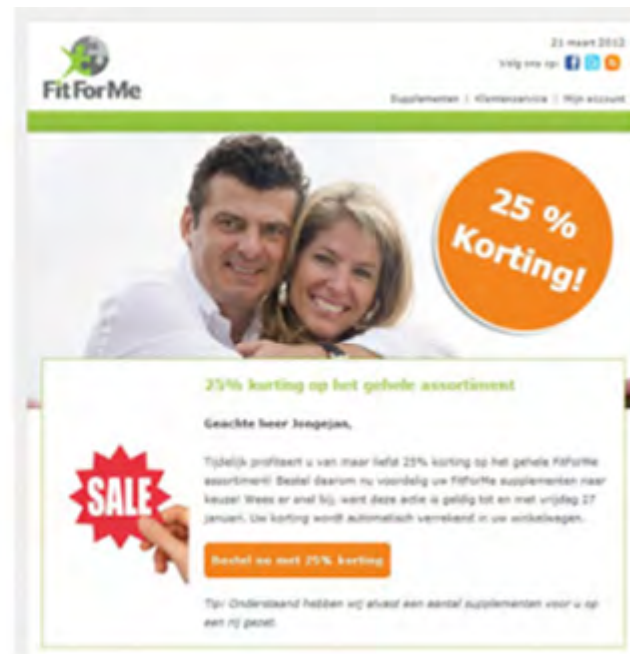 21 maart 2012
FitForMe
Volg ons op:
Supplementen | Klantenservice | Mijn account
25 %
Korting!
25% korting op het gehele assortiment
Geachte heer Jongejan,
SALE
Tijdelijk profiteert u van maar liefst 25% korting op het gehele FitForMe
assortiment! Bestel daarom nu voordelig uw FitForMe supplementen naar
keuze! Wees er snel bij, want deze actie is geldig tot en met vrijdag 27
januari. Uw korting wordt automatisch verrekend in uw winkelwagen.
Bestel nu met 25% korting
Tip: Onderstaand hebben wij alvast een aantal supplementen voor u op
een rij gezet.